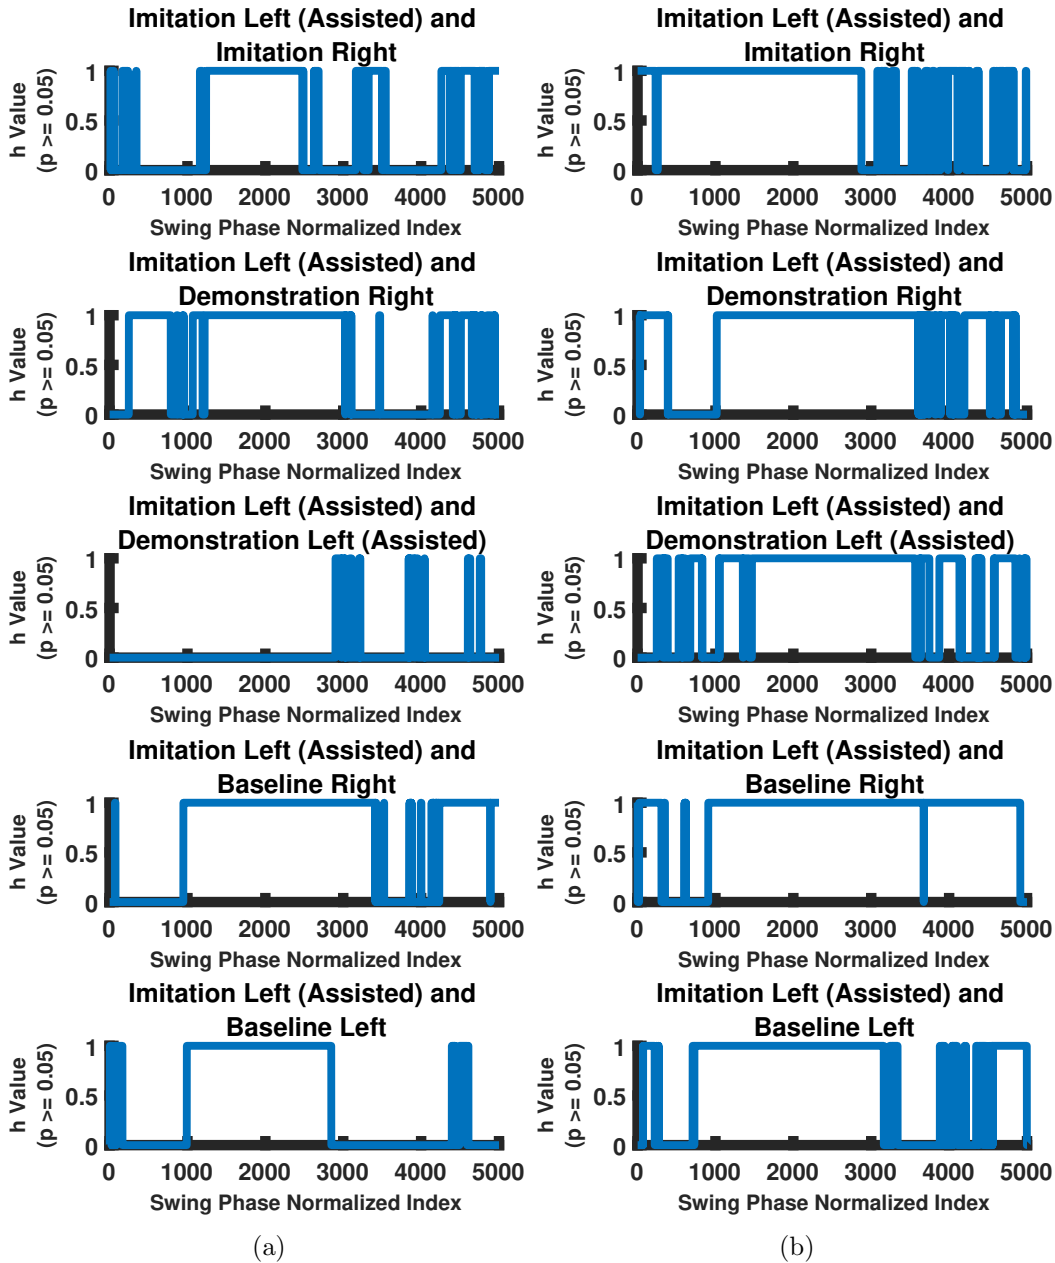 Imitation Left (Assisted) and
Imitation Right
h Value
(p >= 0.05)
1
0.5
0
0 1000 2000 3000 4000 5000
Swing Phase Normalized Index
Imitation Left (Assisted) and
Imitation Right
h Value
(p >= 0.05)
1
0.5
0
0 1000 2000 3000 4000 5000
Swing Phase Normalized Index
Imitation Left (Assisted) and
Demonstration Right
h Value
(p >= 0.05)
1
0.5
0
0 1000 2000 3000 4000 5000
Swing Phase Normalized Index
Imitation Left (Assisted) and
Demonstration Right
h Value
(p >= 0.05)
1
0.5
0
0 1000 2000 3000 4000 5000
Swing Phase Normalized Index
Imitation Left (Assisted) and
Demonstration Left (Assisted)
h Value
(p >= 0.05)
1
0.5
0
0 1000 2000 3000 4000 5000
Swing Phase Normalized Index
Imitation Left (Assisted) and
Demonstration Left (Assisted)
h Value
(p >= 0.05)
1
0.5
0
0 1000 2000 3000 4000 5000
Swing Phase Normalized Index
Imitation Left (Assisted) and
Baseline Right
h Value
(p >= 0.05)
1
0.5
0
0 1000 2000 3000 4000 5000
Swing Phase Normalized Index
Imitation Left (Assisted) and
Baseline Right
h Value
(p >= 0.05)
1
0.5
0
0 1000 2000 3000 4000 5000
Swing Phase Normalized Index
Imitation Left (Assisted) and
Baseline Left
h Value
(p >= 0.05)
1
0.5
0
0 1000 2000 3000 4000 5000
Swing Phase Normalized Index
Imitation Left (Assisted) and
Baseline Left
h Value
(p >= 0.05)
1
0.5
0
0 1000 2000 3000 4000 5000
Swing Phase Normalized Index
(a)
(b)